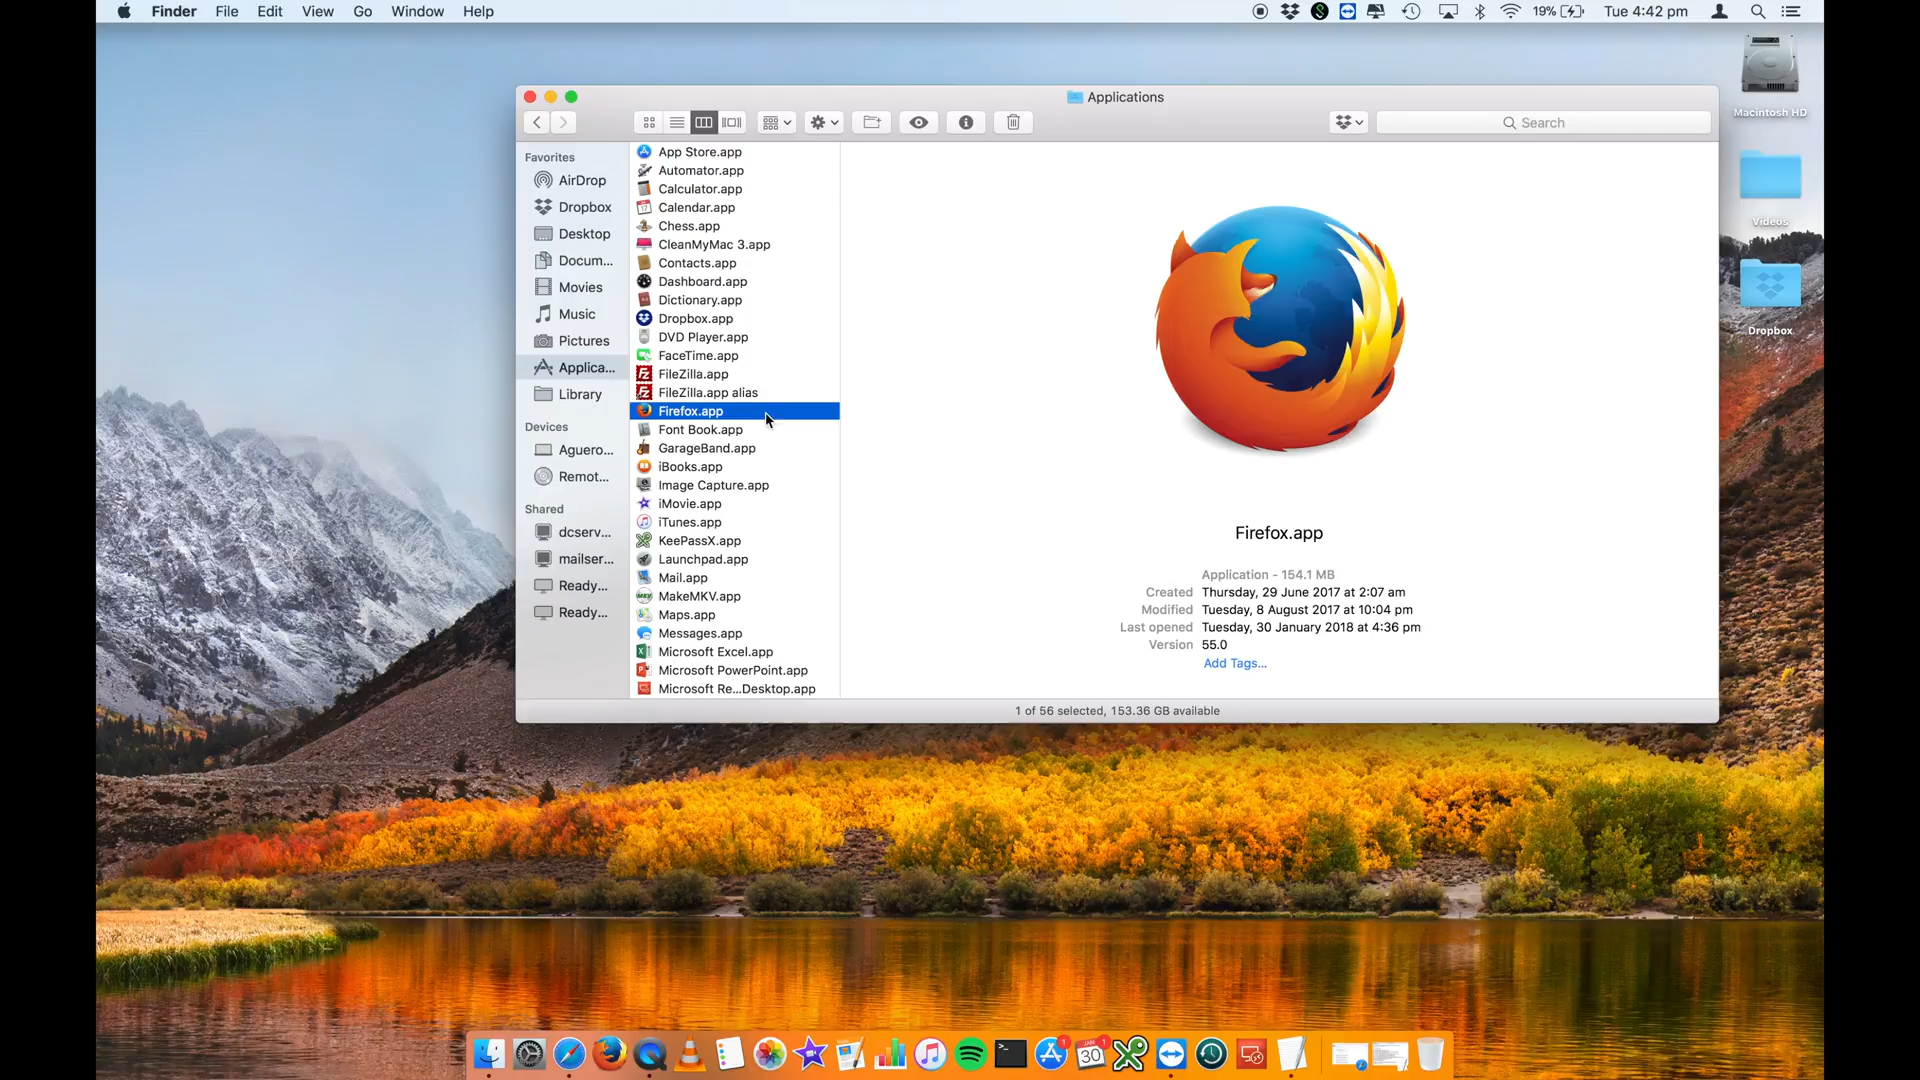 Finder File Edit View Go Window Help
19% Tue 4:42 pm
Macintosh HD
Videos
Dropbox
Applications
Search
Favorites
AirDrop
Dropbox
Desktop
Docum...
Movies
Music
Pictures
Applica...
Library
Devices
Aguero...
Remot...
Shared
dcserv...
mailser...
Ready...
Ready...
App Store.app
Automator.app
Calculator.app
Calendar.app
Chess.app
CleanMyMac 3.app
Contacts.app
Dashboard.app
Dictionary.app
Dropbox.app
DVD Player.app
FaceTime.app
FileZilla.app
FileZilla.app alias
Firefox.app
Font Book.app
GarageBand.app
iBooks.app
Image Capture.app
iMovie.app
iTunes.app
KeePassX.app
Launchpad.app
Mail.app
MakeMKV.app
Maps.app
Messages.app
Microsoft Excel.app
Microsoft PowerPoint.app
Microsoft Re...Desktop.app
Firefox.app
Application - 154.1 MB
Created Thursday, 29 June 2017 at 2:07 am
Modified Tuesday, 8 August 2017 at 10:04 pm
Last opened Tuesday, 30 January 2018 at 4:36 pm
Version 55.0
Add Tags...
1 of 56 selected, 153.36 GB available
JAN
30
1
1